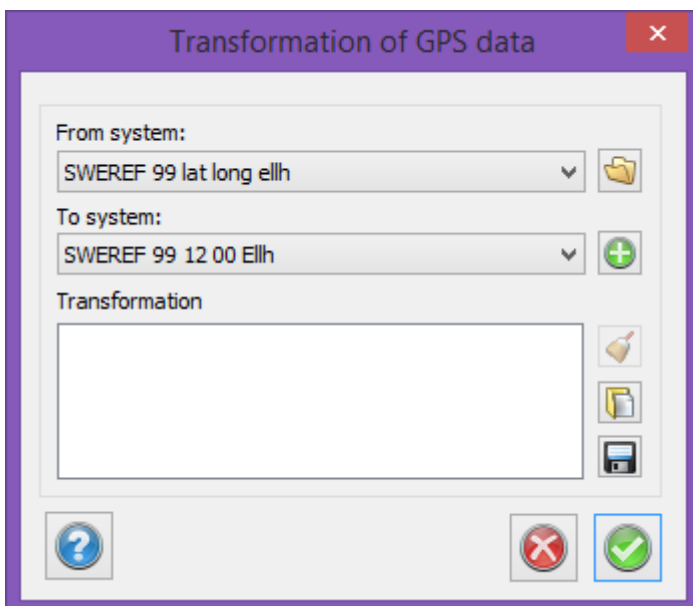 Transformation of GPS data
From system:
SWEREF 99 lat long ellh
To system:
SWEREF 99 12 00 Ellh
Transformation